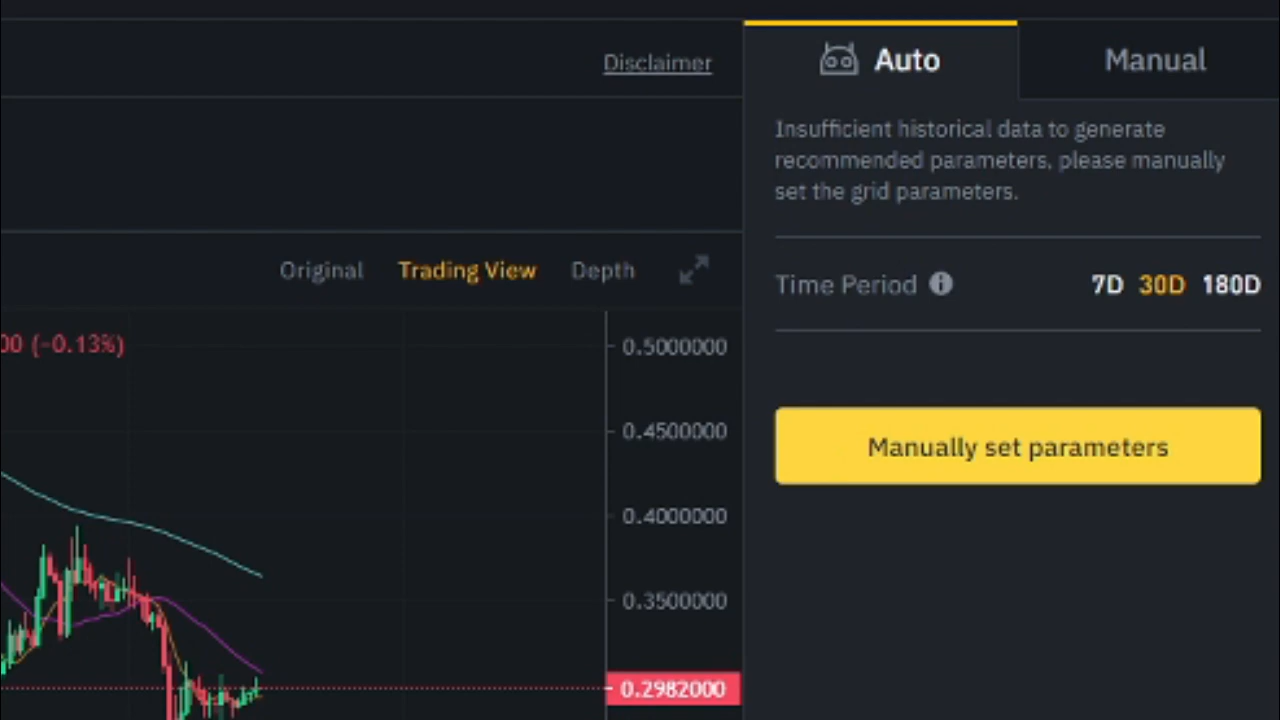 Disclaimer
Auto
Manual
Insufficient historical data to generate
recommended parameters, please manually
set the grid parameters.
Original
Trading View
Depth
Time Period
7D 30D 180D
00 (−0.13%)
0.5000000
0.4500000
0.4000000
0.3500000
0.2982000
Manually set parameters